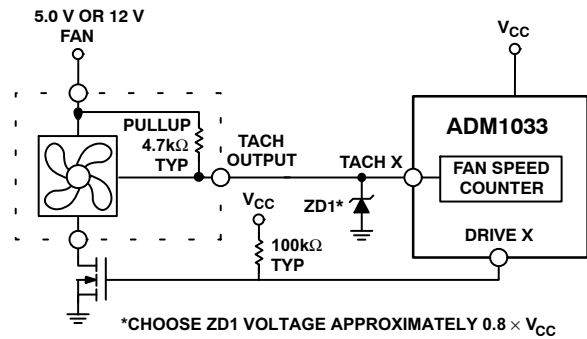 5.0 V OR 12 V
FAN
PULLUP
4.7kΩ
TYP
TACH
OUTPUT
TACH X
VCC
ADM1033
FAN SPEED
COUNTER
ZD1*
VCC
100kΩ
TYP
DRIVE X
*CHOOSE ZD1 VOLTAGE APPROXIMATELY 0.8 × VCC